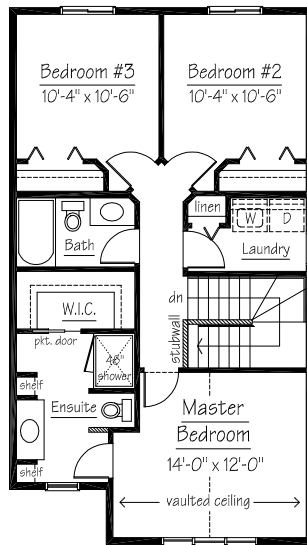 Bedroom #3
10'-4" x 10'-6"
Bedroom #2
10'-4" x 10'-6"
linen
W D
Bath
Laundry
W.I.C.
dn
pkt. door
stubwall
48"
shower
shelf
Ensuite
shelf
Master
Bedroom
14'-0" x 12'-0"
vaulted ceiling